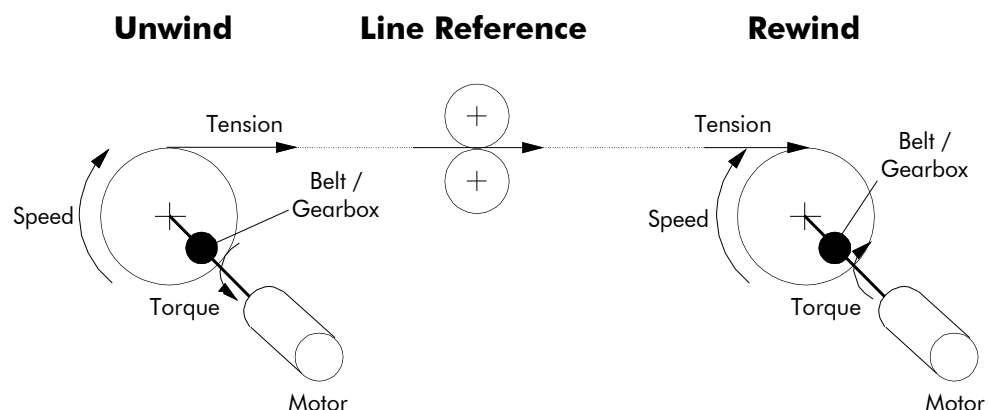 Unwind
Line Reference
Rewind
Tension
Tension
Belt /
Gearbox
Belt /
Gearbox
Speed
Speed
Torque
Torque
Motor
Motor